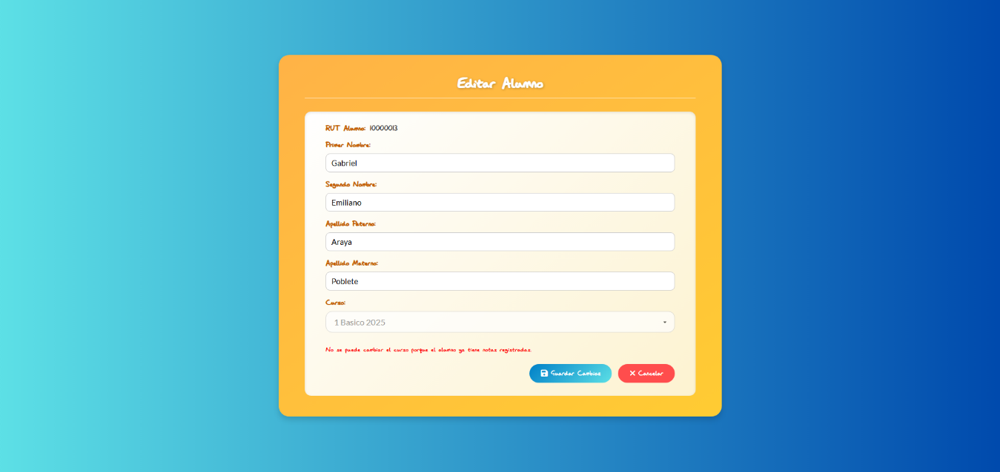 Editar Alumno
RUT Alumno: 10000013
Primer Nombre:
Gabriel
Segundo Nombre:
Emiliano
Apellido Paterno:
Araya
Apellido Materno:
Poblete
Curso:
1 Basico 2025
No se puede cambiar el curso porque el alumno ya tiene notas registradas.
Guardar Cambios
Cancelar